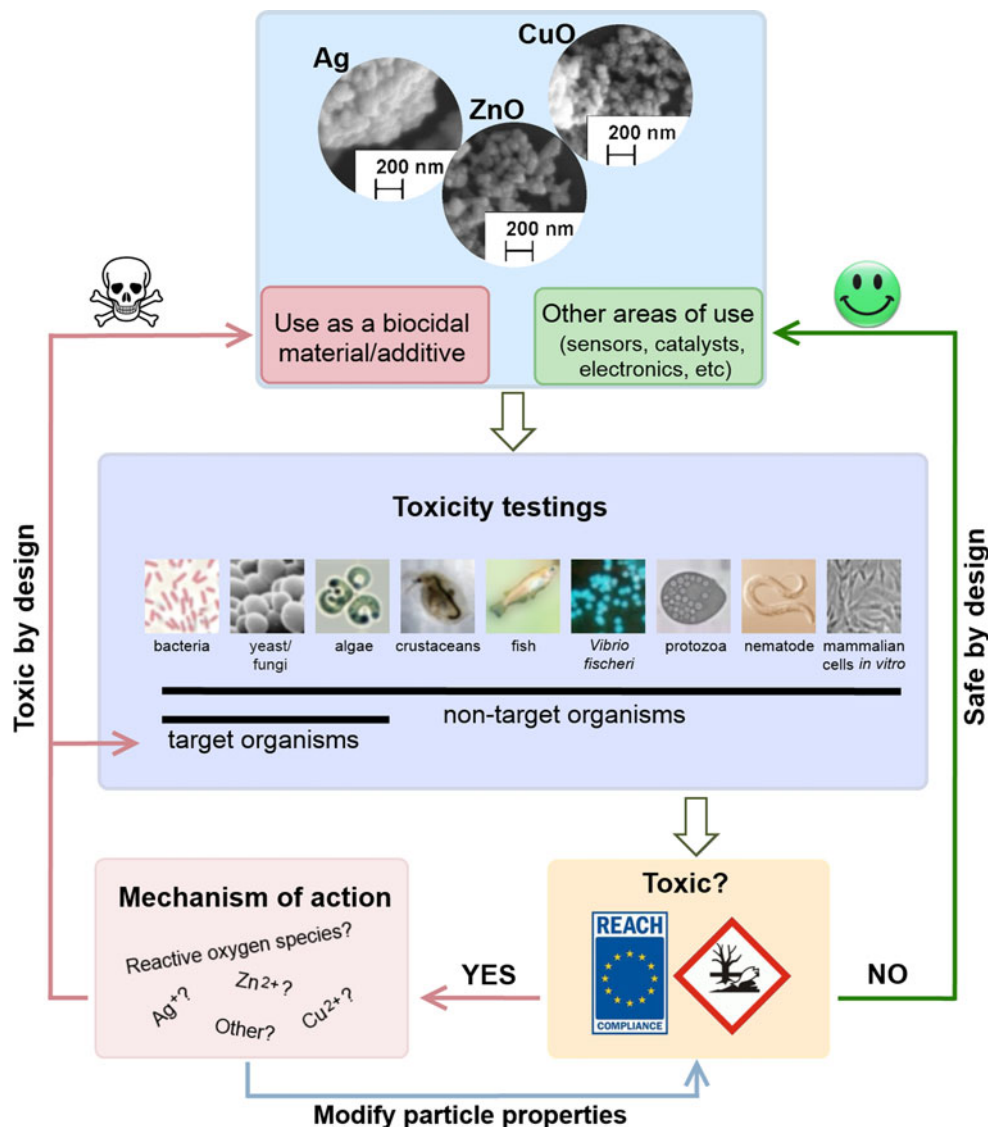 CuO
Ag
ZnO
200 nm
200 nm
200 nm
Use as a biocidal
material/additive
Other areas of use
(sensors, catalysts,
electronics, etc)
Toxic by design
Safe by design
Toxicity testings
bacteria
yeast/
fungi
algae
crustaceans
fish
Vibrio
fischeri
protozoa
nematode
mammalian
cells in vitro
non-target organisms
target organisms
Mechanism of action
Reactive oxygen species?
Ag+?
Zn2+?
Cu2+?
Other?
YES
Toxic?
REACH
COMPLIANCE
NO
Modify particle properties